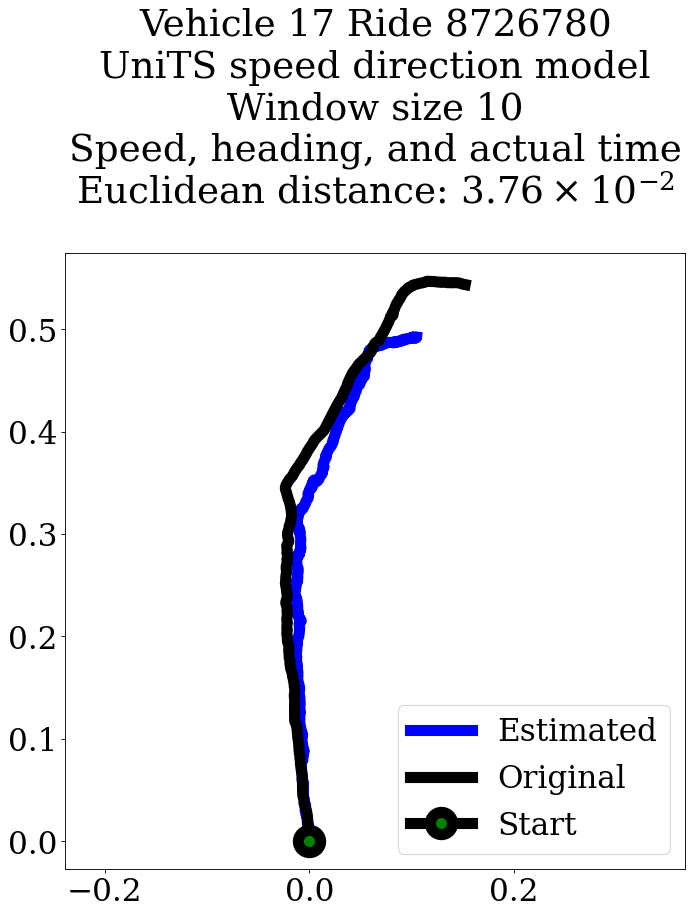 Vehicle 17 Ride 8726780
UniTS speed direction model
Window size 10
Speed, heading, and actual time
Euclidean distance: 3.76 × 10⁻²
0.5
0.4
0.3
0.2
0.1
0.0
−0.2 0.0 0.2
Estimated
Original
Start